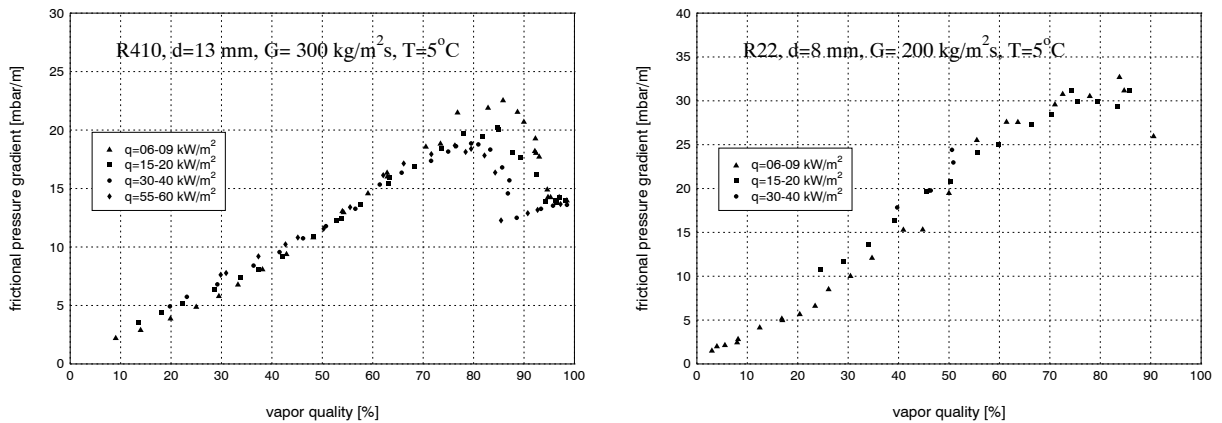 R410, d=13 mm, G= 300 kg/m²s, T=5°C
30
25
20
15
10
5
0
frictional pressure gradient [mbar/m]
q=06-09 kW/m²
q=15-20 kW/m²
q=30-40 kW/m²
q=55-60 kW/m²
0 10 20 30 40 50 60 70 80 90 100
vapor quality [%]
R22, d=8 mm, G= 200 kg/m²s, T=5°C
40
35
30
25
20
15
10
5
0
frictional pressure gradient [mbar/m]
q=06-09 kW/m²
q=15-20 kW/m²
q=30-40 kW/m²
0 10 20 30 40 50 60 70 80 90 100
vapor quality [%]